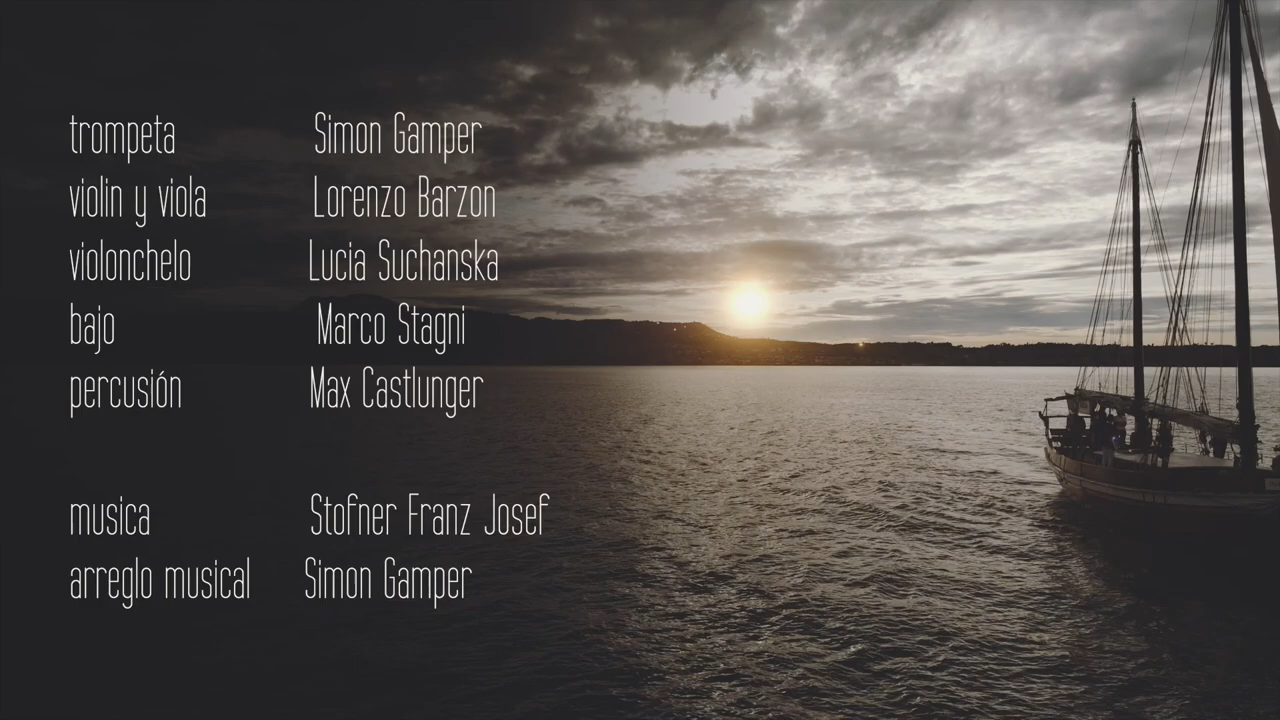 trompeta Simon Gamper
violin y viola Lorenzo Barzon
violonchelo Lucia Suchanska
bajo Marco Stagni
percusión Max Castlunger
musica Stofner Franz Josef
arreglo musical Simon Gamper